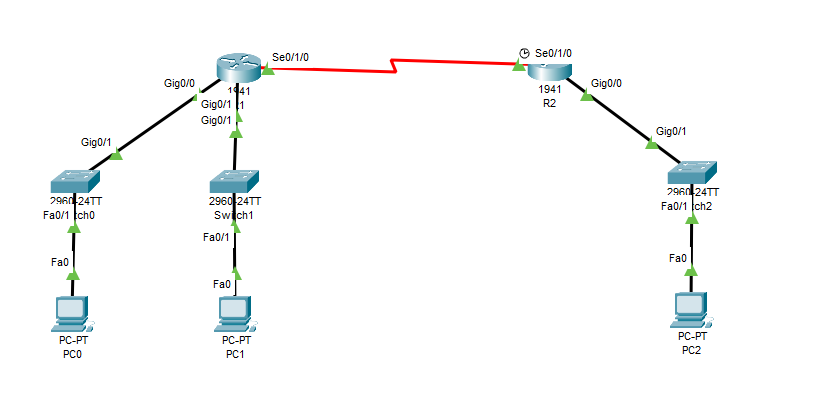 Se0/1/0
Se0/1/0
Gig0/0
1941
Gig0/1
Gig0/1
1941
R2
Gig0/0
Gig0/1
Gig0/1
2960-24TT
Fa0/1
2960-24TT
Switch1
2960-24TT
Fa0/1
Fa0/1
Fa0
Fa0
Fa0
PC-PT
PC0
PC-PT
PC1
PC-PT
PC2